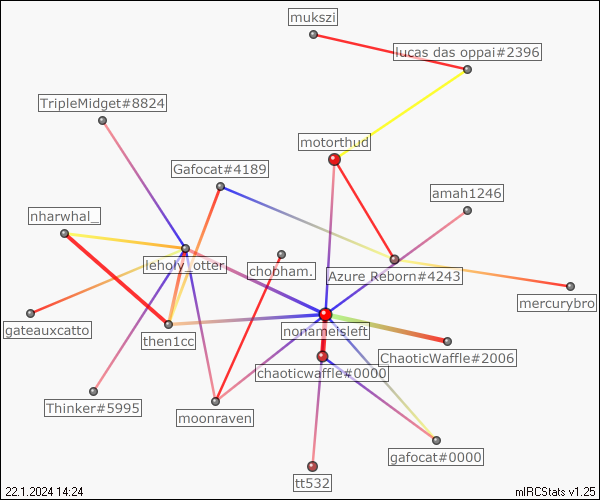 mukszi
lucas das oppai#2396
TripleMidget#8824
motorthud
Gafocat#4189
amah1246
nharwhal_
leholy_otter
chobham.
Azure Reborn#4243
mercurybro
gateauxcatto
then1cc
nonameisleft
ChaoticWaffle#2006
chaoticwaffle#0000
Thinker#5995
moonraven
gafocat#0000
tt532
22.1.2024 14:24
mIRCStats v1.25